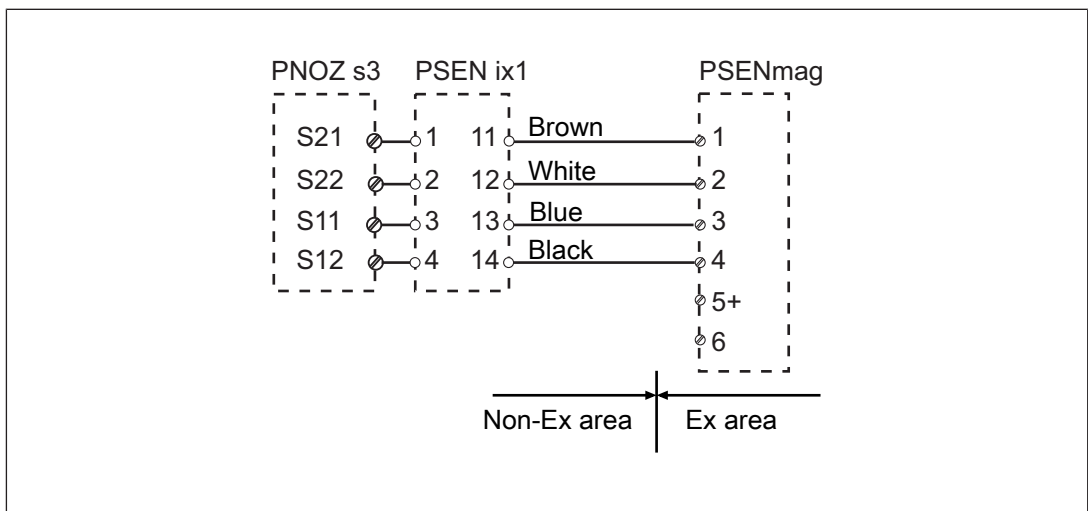 PNOZ s3 PSEN ix1 PSENmag
S21 1 11 Brown 1
S22 2 12 White 2
S11 3 13 Blue 3
S12 4 14 Black 4
5+
6
Non-Ex area Ex area